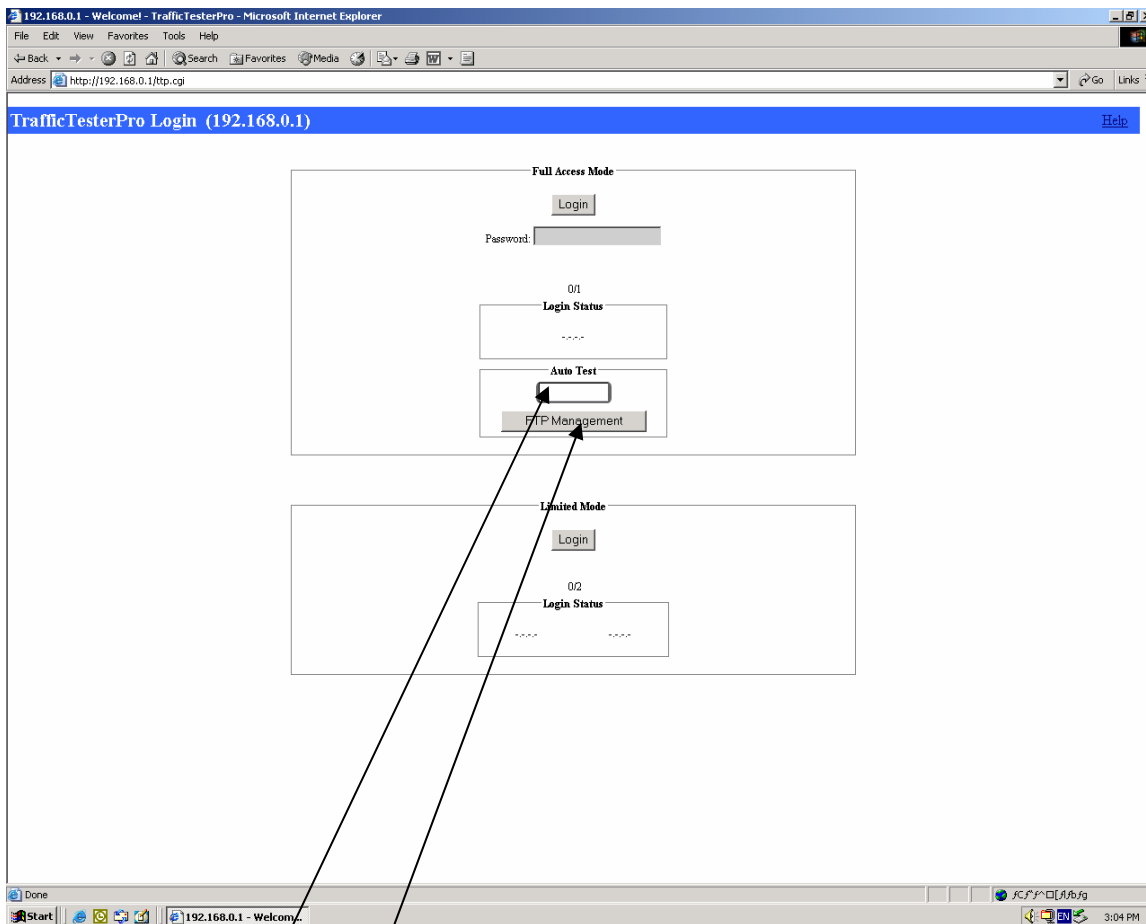 192.168.0.1 - Welcome! - TrafficTesterPro - Microsoft Internet Explorer
File Edit View Favorites Tools Help
Back Search Favorites Media
Address http://192.168.0.1/ttp.cgi Go Links
TrafficTesterPro Login (192.168.0.1) Help
Full Access Mode
Login
Password:
0/1
Login Status
-.-.-.-
Auto Test
FTP Management
Limited Mode
Login
0/2
Login Status
-.-.-.- -.-.-.-
Done
Start 192.168.0.1 - Welcom... EN 3:04 PM